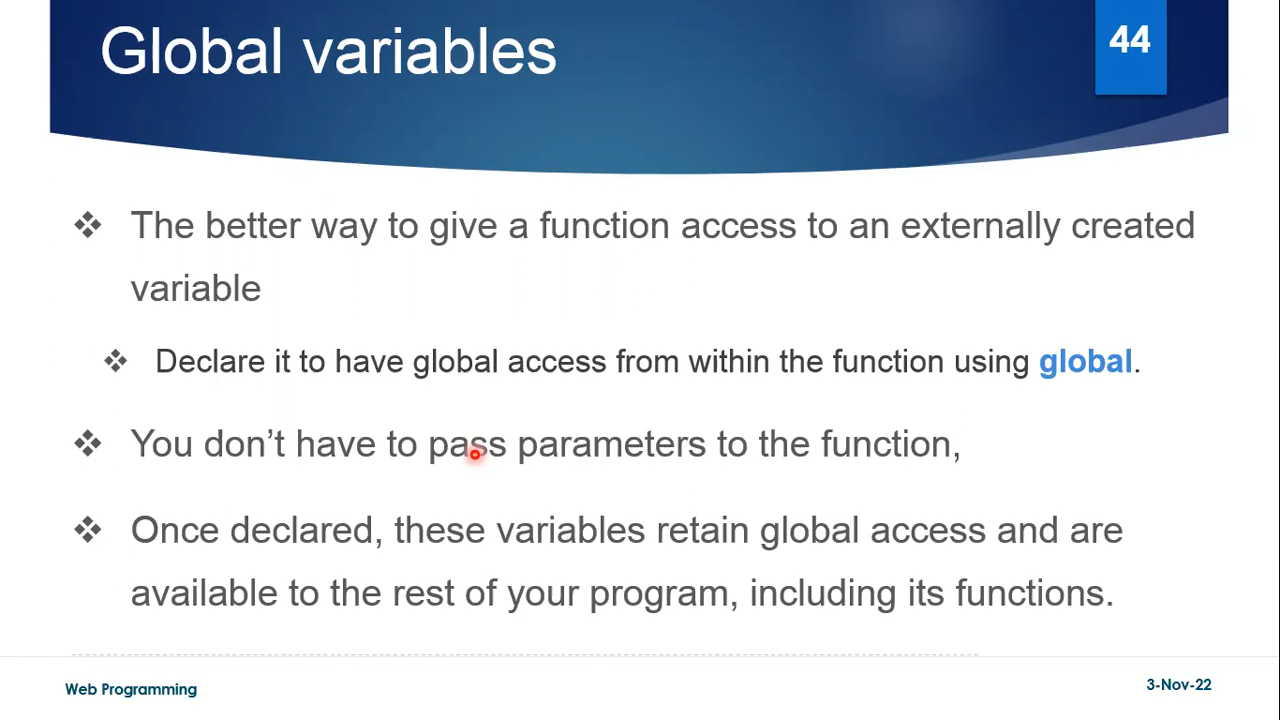 Global variables
44
❖ The better way to give a function access to an externally created
variable
❖ Declare it to have global access from within the function using global.
❖ You don’t have to pass parameters to the function,
❖ Once declared, these variables retain global access and are
available to the rest of your program, including its functions.
Web Programming
3-Nov-22